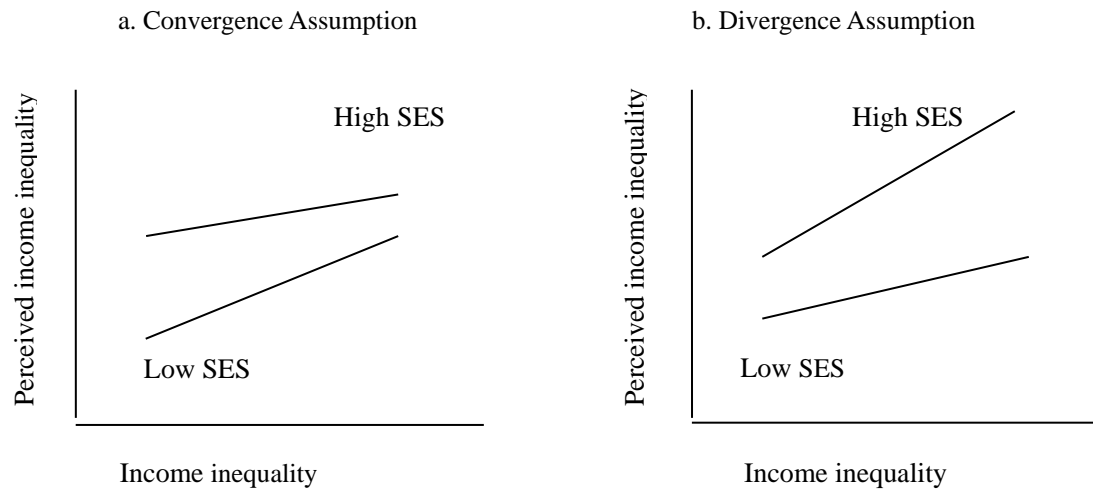 a. Convergence Assumption
Perceived income inequality
High SES
Low SES
Income inequality
b. Divergence Assumption
Perceived income inequality
High SES
Low SES
Income inequality